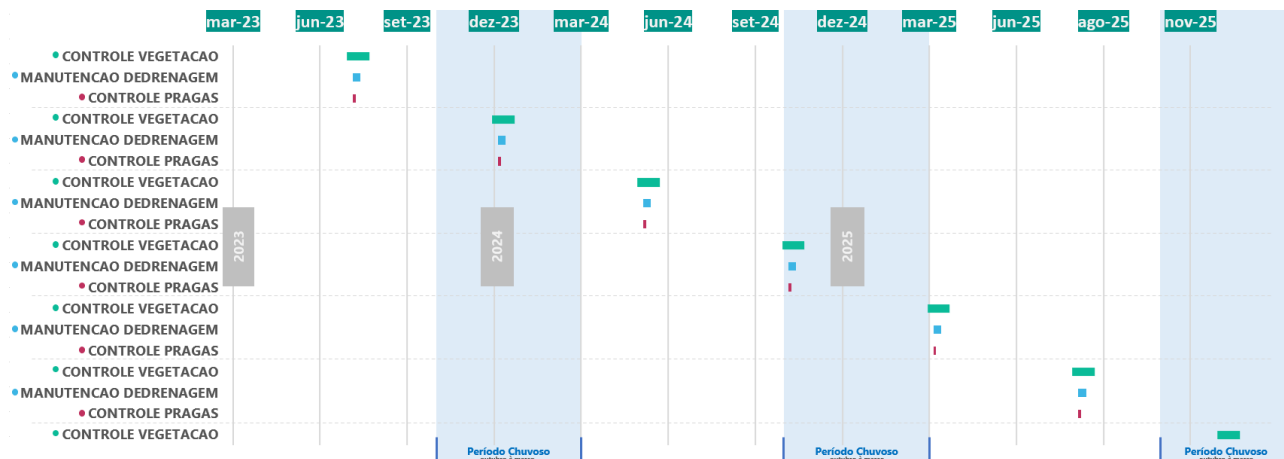 mar-23 jun-23 set-23 dez-23 mar-24 jun-24 set-24 dez-24 mar-25 jun-25 ago-25 nov-25
CONTROLE VEGETACAO
MANUTENCAO DEDRENAGEM
CONTROLE PRAGAS
CONTROLE VEGETACAO
MANUTENCAO DEDRENAGEM
CONTROLE PRAGAS
CONTROLE VEGETACAO
MANUTENCAO DEDRENAGEM
CONTROLE PRAGAS
2023 2024 2025
CONTROLE VEGETACAO
MANUTENCAO DEDRENAGEM
CONTROLE PRAGAS
CONTROLE VEGETACAO
MANUTENCAO DEDRENAGEM
CONTROLE PRAGAS
CONTROLE VEGETACAO
MANUTENCAO DEDRENAGEM
CONTROLE PRAGAS
CONTROLE VEGETACAO
Período Chuvoso Período Chuvoso Período Chuvoso